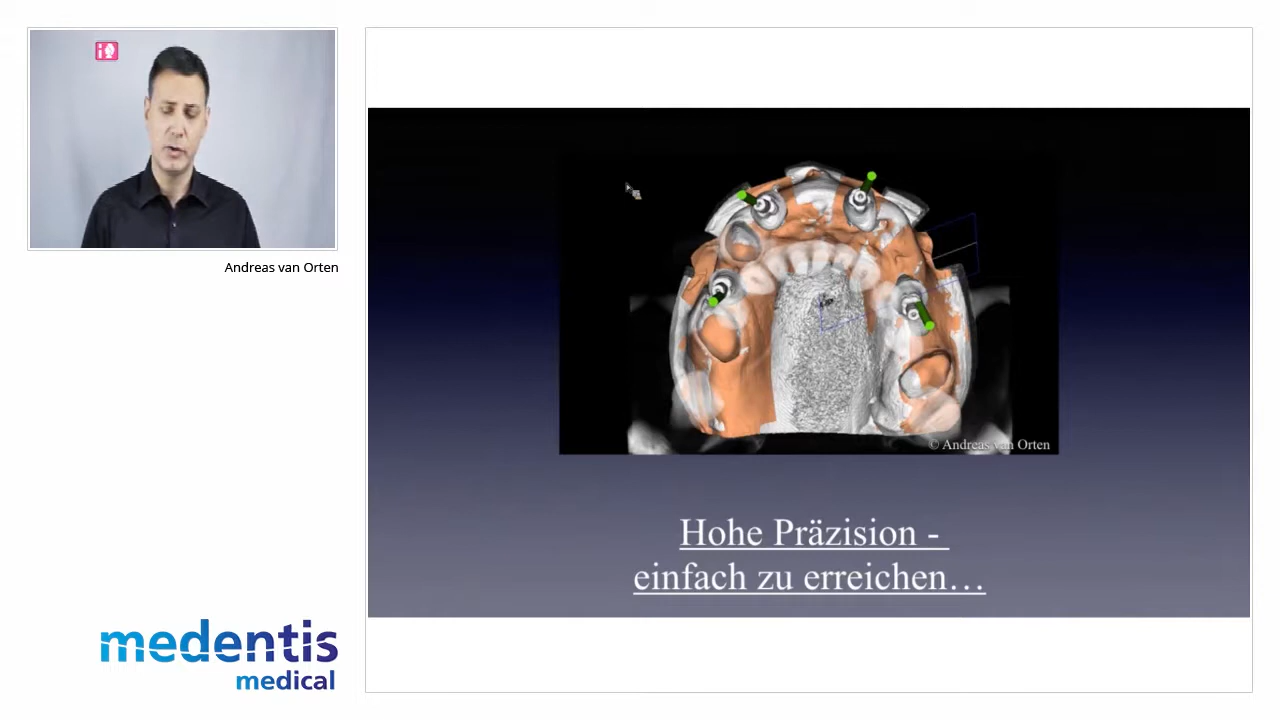 Andreas van Orten
© Andreas van Orten
Hohe Präzision -
einfach zu erreichen…
medentis
medical